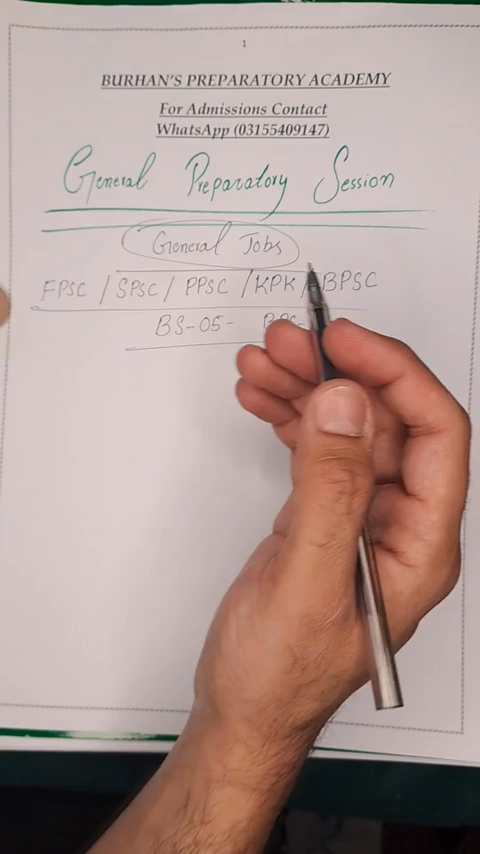 1
BURHAN'S PREPARATORY ACADEMY
For Admissions Contact
WhatsApp (03155409147)
General Preparatory Session
General Jobs
FPSC / SPSC / PPSC / KPK / BPSC
BS-05-